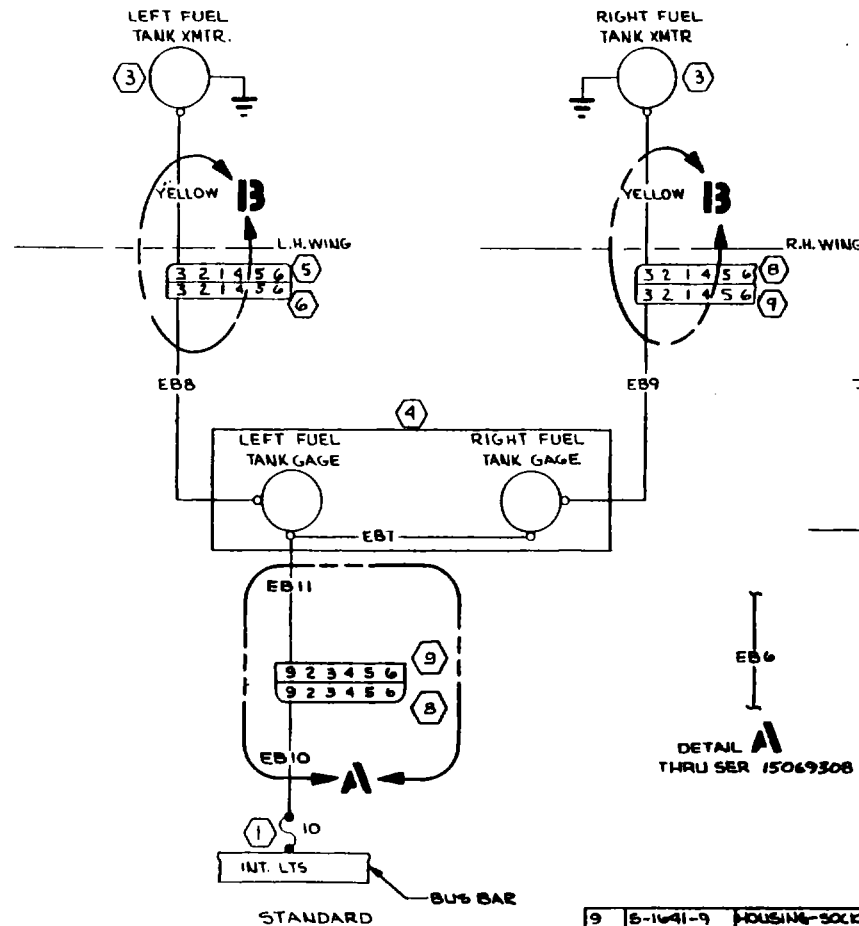 LEFT FUEL
TANK XMTR.
RIGHT FUEL
TANK XMTR
3
3
YELLOW
B
YELLOW
B
L.H. WING
R.H. WING
3 2 1 4 5 6
5
3 2 1 4 5 6
6
3 2 1 4 5 6
8
3 2 1 4 5 6
9
EB8
EB9
4
LEFT FUEL
TANK GAGE
RIGHT FUEL
TANK GAGE
EB7
EB11
9 2 3 4 5 6
9
9 2 3 4 5 6
8
EB6
EB10
A
DETAIL A
THRU SER 15069308
1
10
INT. LTS
BUS BAR
STANDARD
9 S-1641-9 HOUSING-SOCK